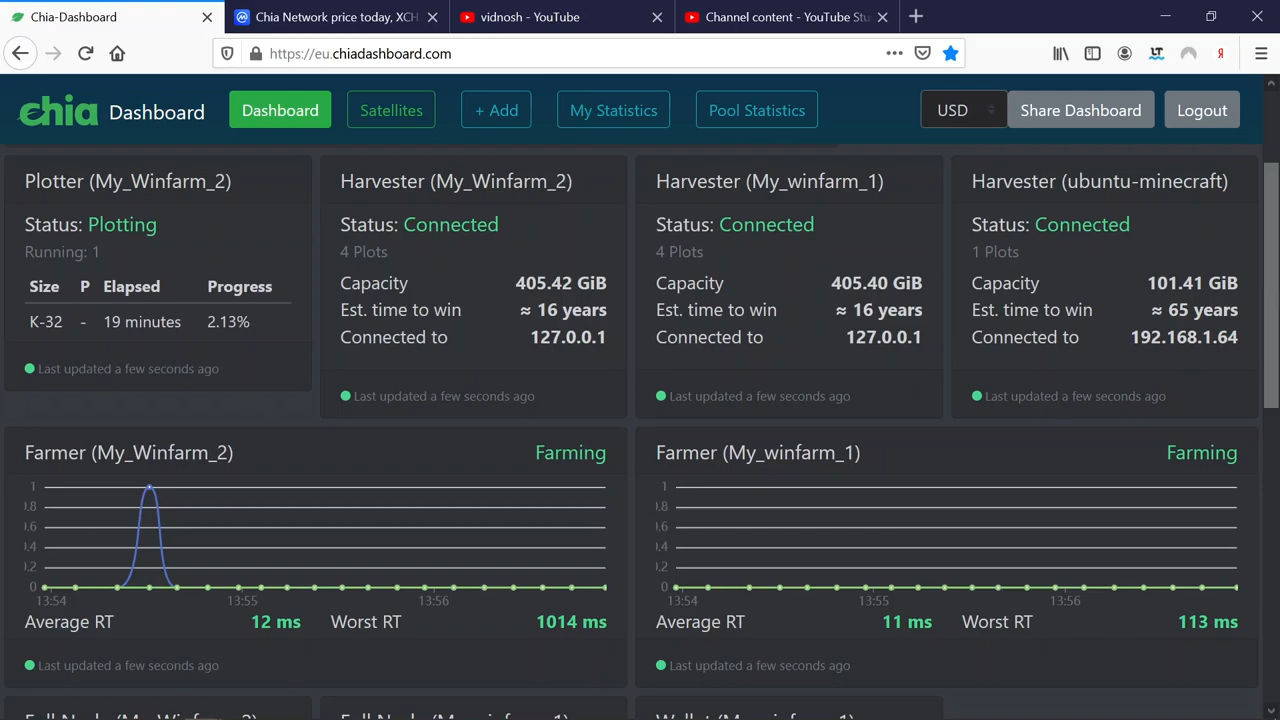 Chia-Dashboard
Chia Network price today, XCH
vidnosh - YouTube
Channel content - YouTube Stu
https://eu.chiadashboard.com
chia Dashboard
Dashboard
Satellites
+ Add
My Statistics
Pool Statistics
USD
Share Dashboard
Logout
Plotter (My_Winfarm_2)
Status: Plotting
Running: 1
Size P Elapsed Progress
K-32 - 19 minutes 2.13%
Last updated a few seconds ago
Harvester (My_Winfarm_2)
Status: Connected
4 Plots
Capacity 405.42 GiB
Est. time to win ≈ 16 years
Connected to 127.0.0.1
Last updated a few seconds ago
Harvester (My_winfarm_1)
Status: Connected
4 Plots
Capacity 405.40 GiB
Est. time to win ≈ 16 years
Connected to 127.0.0.1
Last updated a few seconds ago
Harvester (ubuntu-minecraft)
Status: Connected
1 Plots
Capacity 101.41 GiB
Est. time to win ≈ 65 years
Connected to 192.168.1.64
Last updated a few seconds ago
Farmer (My_Winfarm_2) Farming
1
0.8
0.6
0.4
0.2
0
13:54 13:55 13:56
Average RT 12 ms Worst RT 1014 ms
Last updated a few seconds ago
Farmer (My_winfarm_1) Farming
1
0.8
0.6
0.4
0.2
0
13:54 13:55 13:56
Average RT 11 ms Worst RT 113 ms
Last updated a few seconds ago
Full Node (My_Winfarm_2)
Full Node (My_winfarm_1)
Wallet (My_winfarm_1)